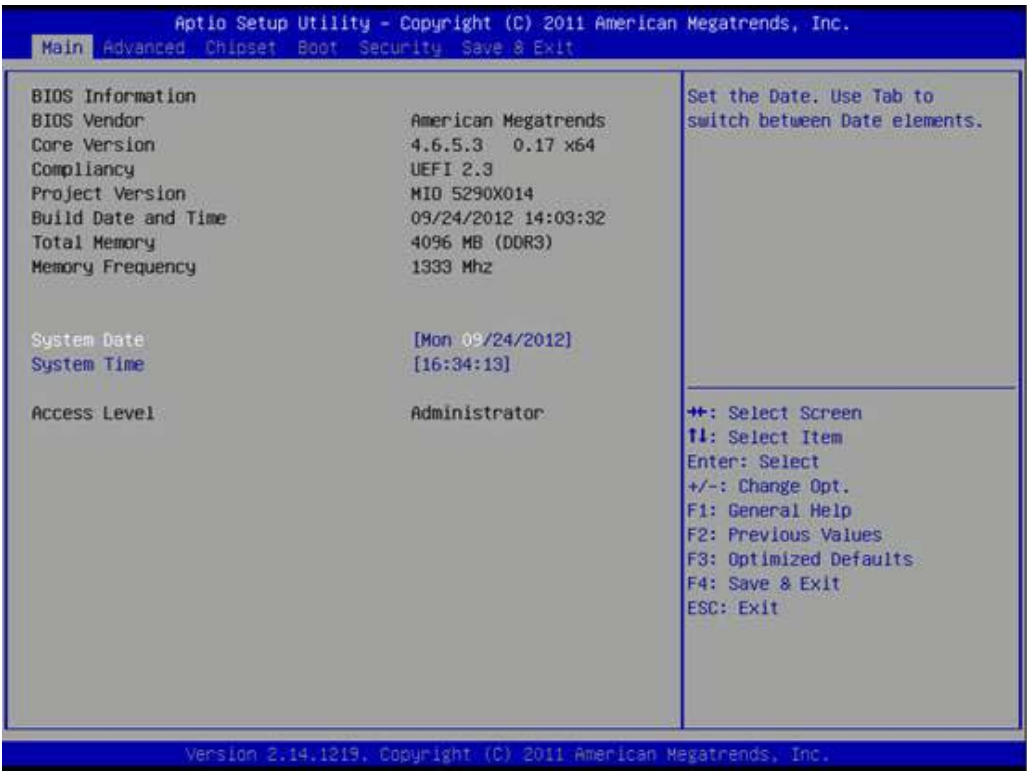 Aptio Setup Utility - Copyright (C) 2011 American Megatrends, Inc.
Main Advanced Chipset Boot Security Save & Exit
BIOS Information
BIOS Vendor American Megatrends
Core Version 4.6.5.3 0.17 x64
Compliancy UEFI 2.3
Project Version MIO 5290X014
Build Date and Time 09/24/2012 14:03:32
Total Memory 4096 MB (DDR3)
Memory Frequency 1333 Mhz
System Date [Mon 09/24/2012]
System Time [16:34:13]
Access Level Administrator
Set the Date. Use Tab to
switch between Date elements.
→←: Select Screen
↑↓: Select Item
Enter: Select
+/-: Change Opt.
F1: General Help
F2: Previous Values
F3: Optimized Defaults
F4: Save & Exit
ESC: Exit
Version 2.14.1219. Copyright (C) 2011 American Megatrends, Inc.